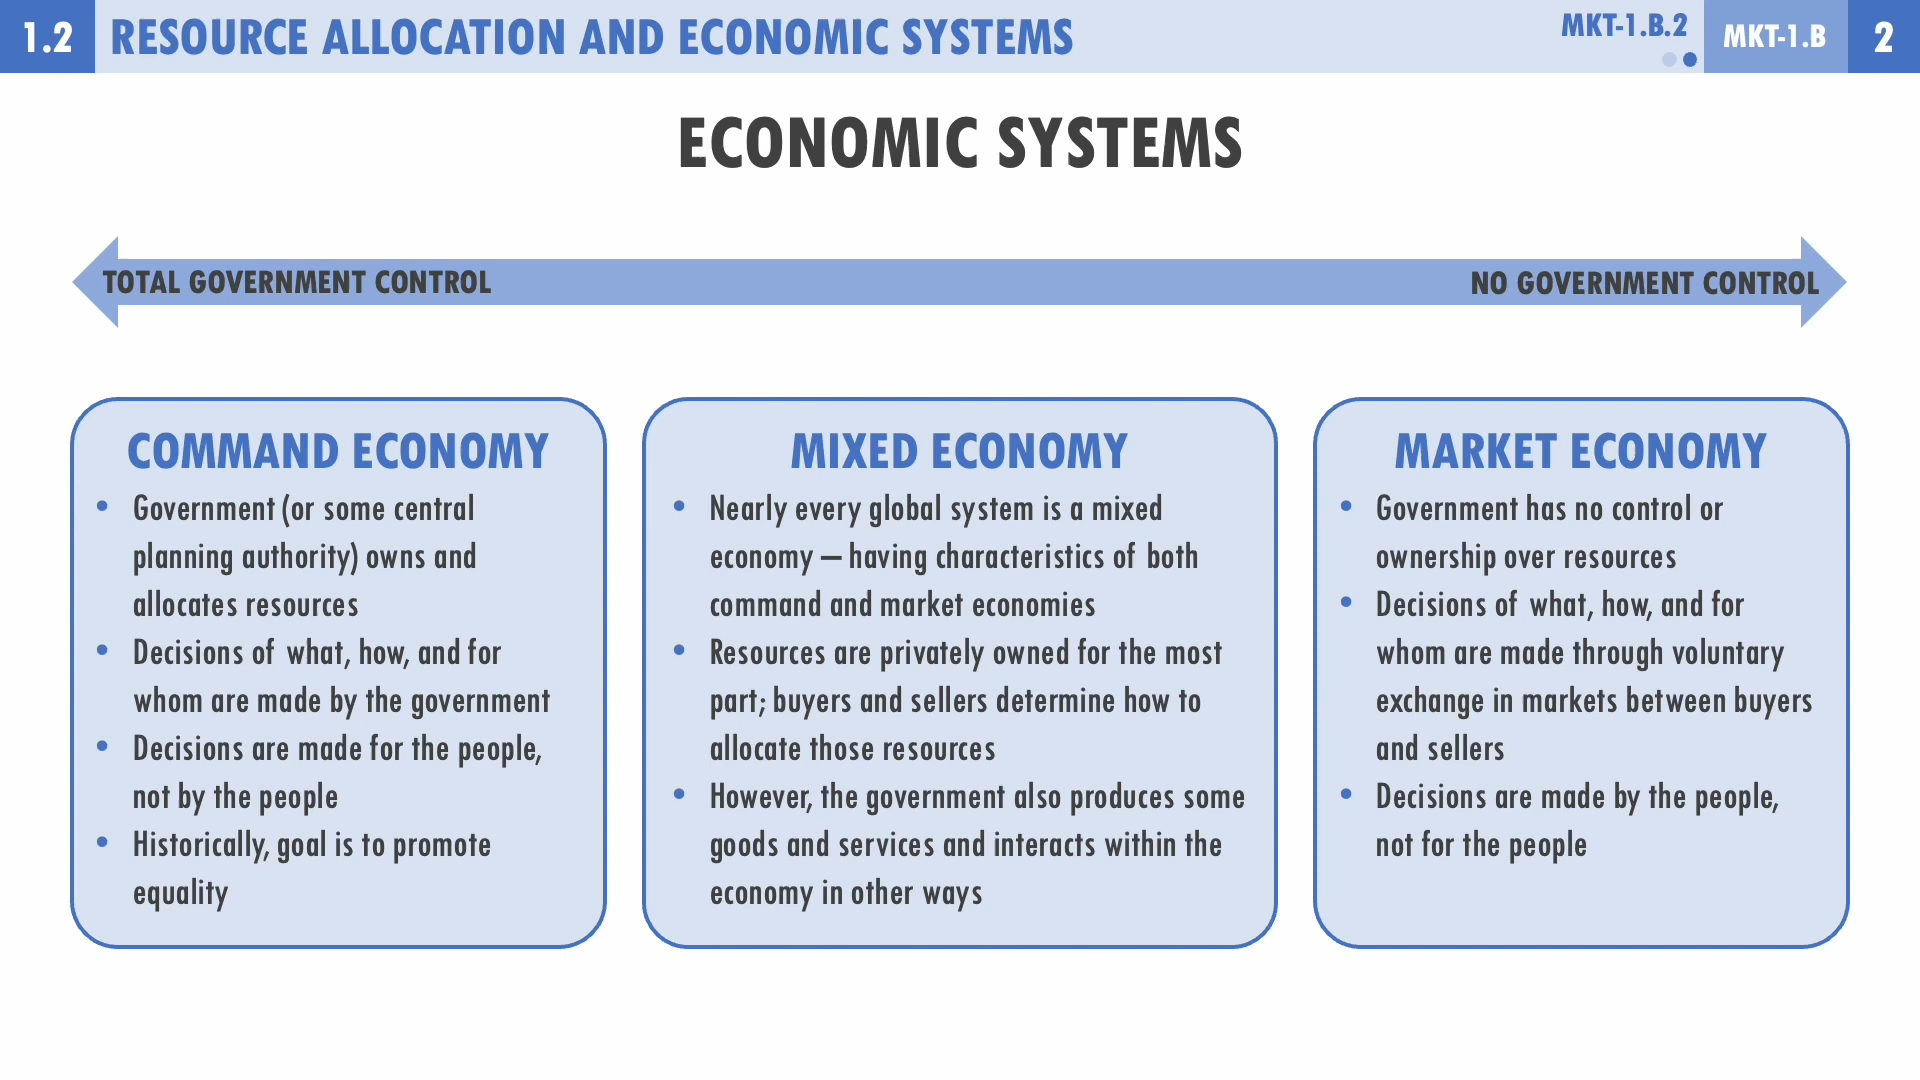 1.2
RESOURCE ALLOCATION AND ECONOMIC SYSTEMS
MKT-1.B.2
MKT-1.B
2
ECONOMIC SYSTEMS
TOTAL GOVERNMENT CONTROL
NO GOVERNMENT CONTROL
COMMAND ECONOMY
• Government (or some central
planning authority) owns and
allocates resources
• Decisions of what, how, and for
whom are made by the government
• Decisions are made for the people,
not by the people
• Historically, goal is to promote
equality
MIXED ECONOMY
• Nearly every global system is a mixed
economy – having characteristics of both
command and market economies
• Resources are privately owned for the most
part; buyers and sellers determine how to
allocate those resources
• However, the government also produces some
goods and services and interacts within the
economy in other ways
MARKET ECONOMY
• Government has no control or
ownership over resources
• Decisions of what, how, and for
whom are made through voluntary
exchange in markets between buyers
and sellers
• Decisions are made by the people,
not for the people